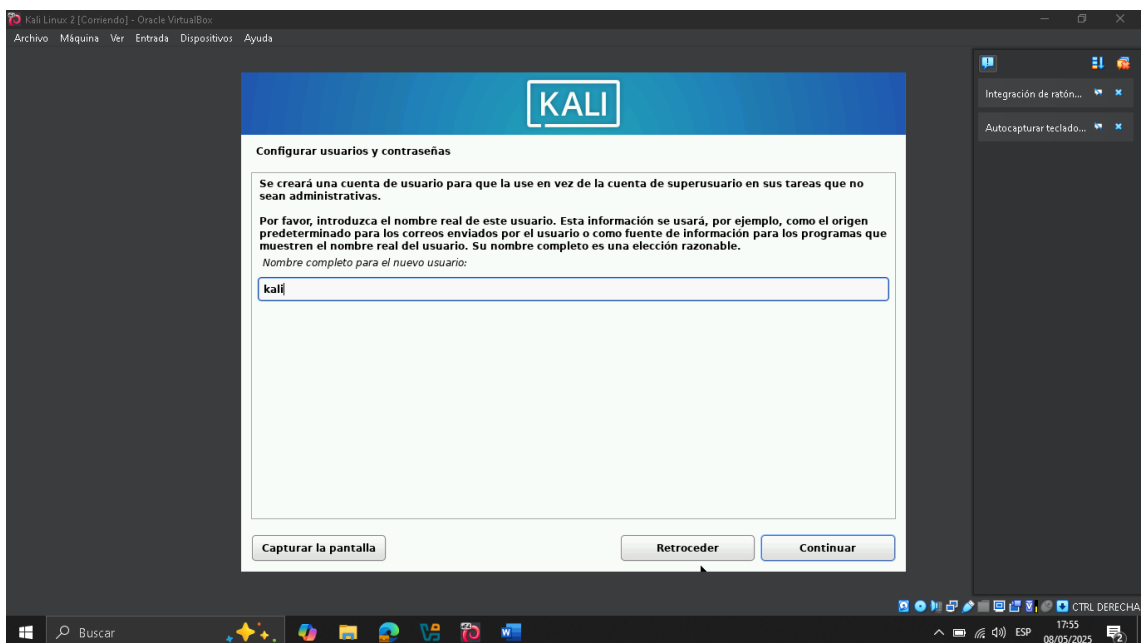 Kali Linux 2 [Corriendo] - Oracle VirtualBox
Archivo Máquina Ver Entrada Dispositivos Ayuda
KALI
Integración de ratón...
Autocapturar teclado...
Configurar usuarios y contraseñas
Se creará una cuenta de usuario para que la use en vez de la cuenta de superusuario en sus tareas que no
sean administrativas.
Por favor, introduzca el nombre real de este usuario. Esta información se usará, por ejemplo, como el origen
predeterminado para los correos enviados por el usuario o como fuente de información para los programas que
muestren el nombre real del usuario. Su nombre completo es una elección razonable.
Nombre completo para el nuevo usuario:
kali
Capturar la pantalla Retroceder Continuar
CTRL DERECHA
Buscar
ESP
17:55
08/05/2025